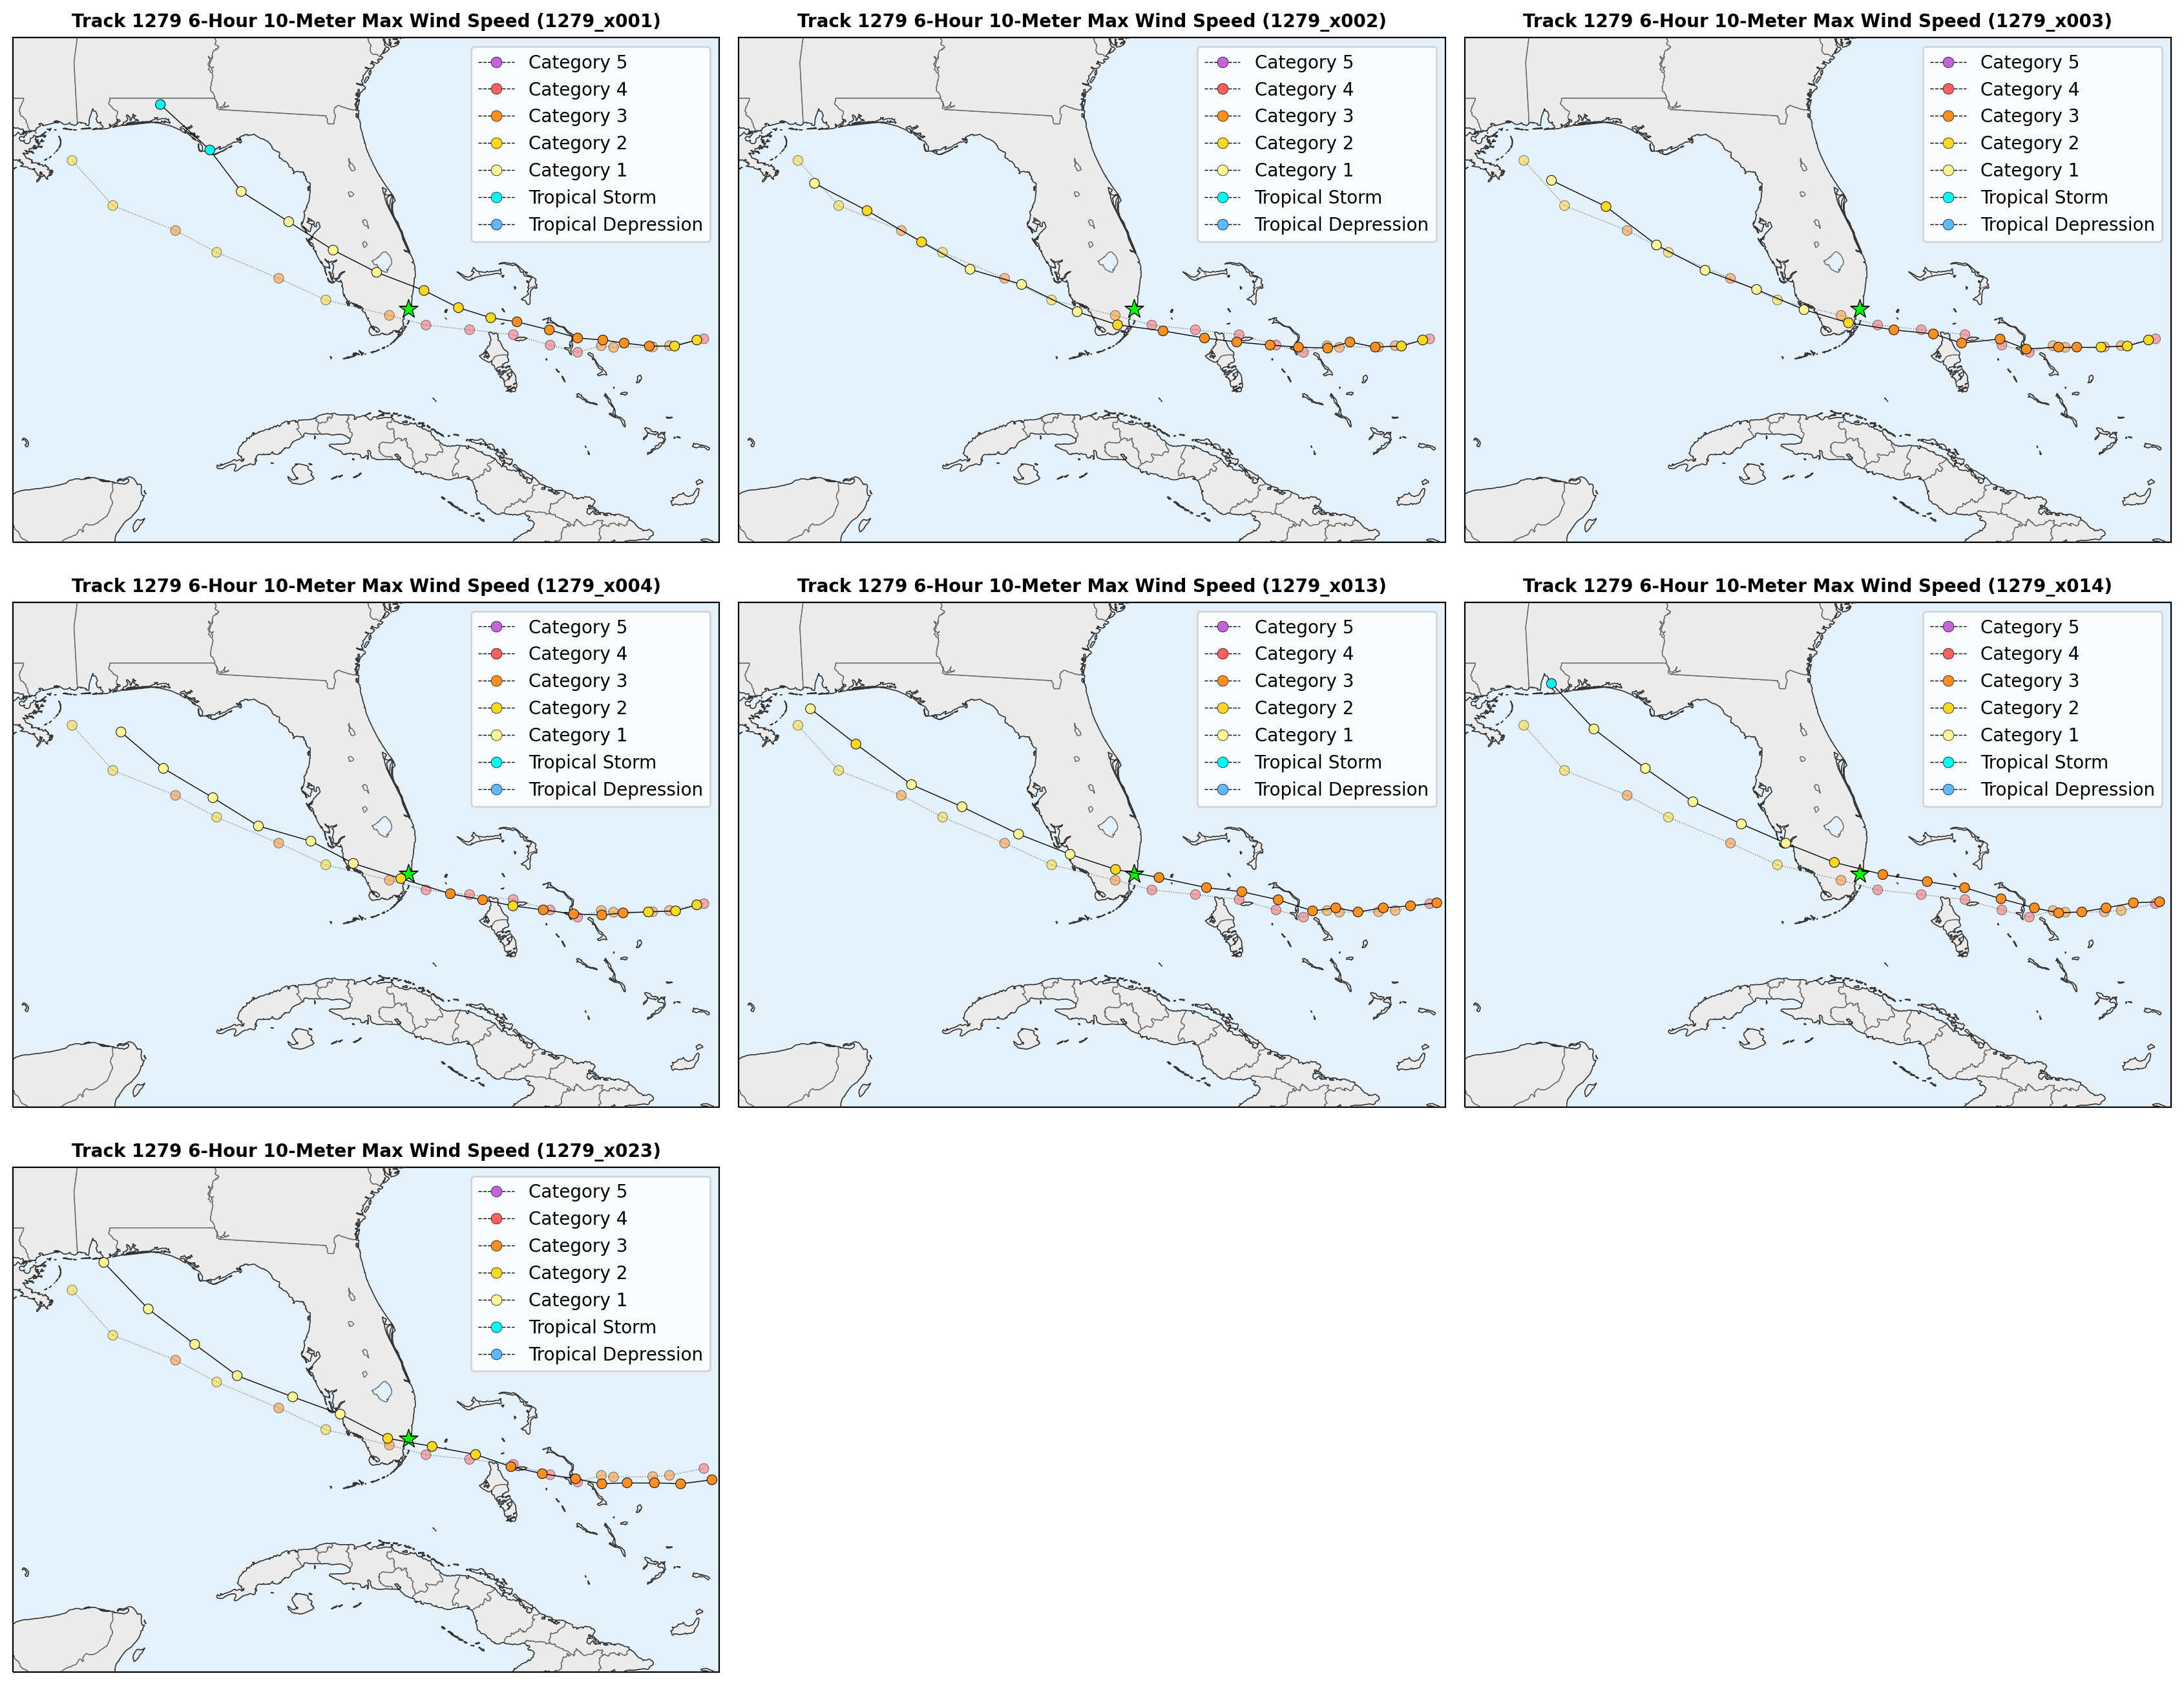 Track 1279 6-Hour 10-Meter Max Wind Speed (1279_x001)
Category 5
Category 4
Category 3
Category 2
Category 1
Tropical Storm
Tropical Depression
Track 1279 6-Hour 10-Meter Max Wind Speed (1279_x002)
Category 5
Category 4
Category 3
Category 2
Category 1
Tropical Storm
Tropical Depression
Track 1279 6-Hour 10-Meter Max Wind Speed (1279_x003)
Category 5
Category 4
Category 3
Category 2
Category 1
Tropical Storm
Tropical Depression
Track 1279 6-Hour 10-Meter Max Wind Speed (1279_x004)
Category 5
Category 4
Category 3
Category 2
Category 1
Tropical Storm
Tropical Depression
Track 1279 6-Hour 10-Meter Max Wind Speed (1279_x013)
Category 5
Category 4
Category 3
Category 2
Category 1
Tropical Storm
Tropical Depression
Track 1279 6-Hour 10-Meter Max Wind Speed (1279_x014)
Category 5
Category 4
Category 3
Category 2
Category 1
Tropical Storm
Tropical Depression
Track 1279 6-Hour 10-Meter Max Wind Speed (1279_x023)
Category 5
Category 4
Category 3
Category 2
Category 1
Tropical Storm
Tropical Depression